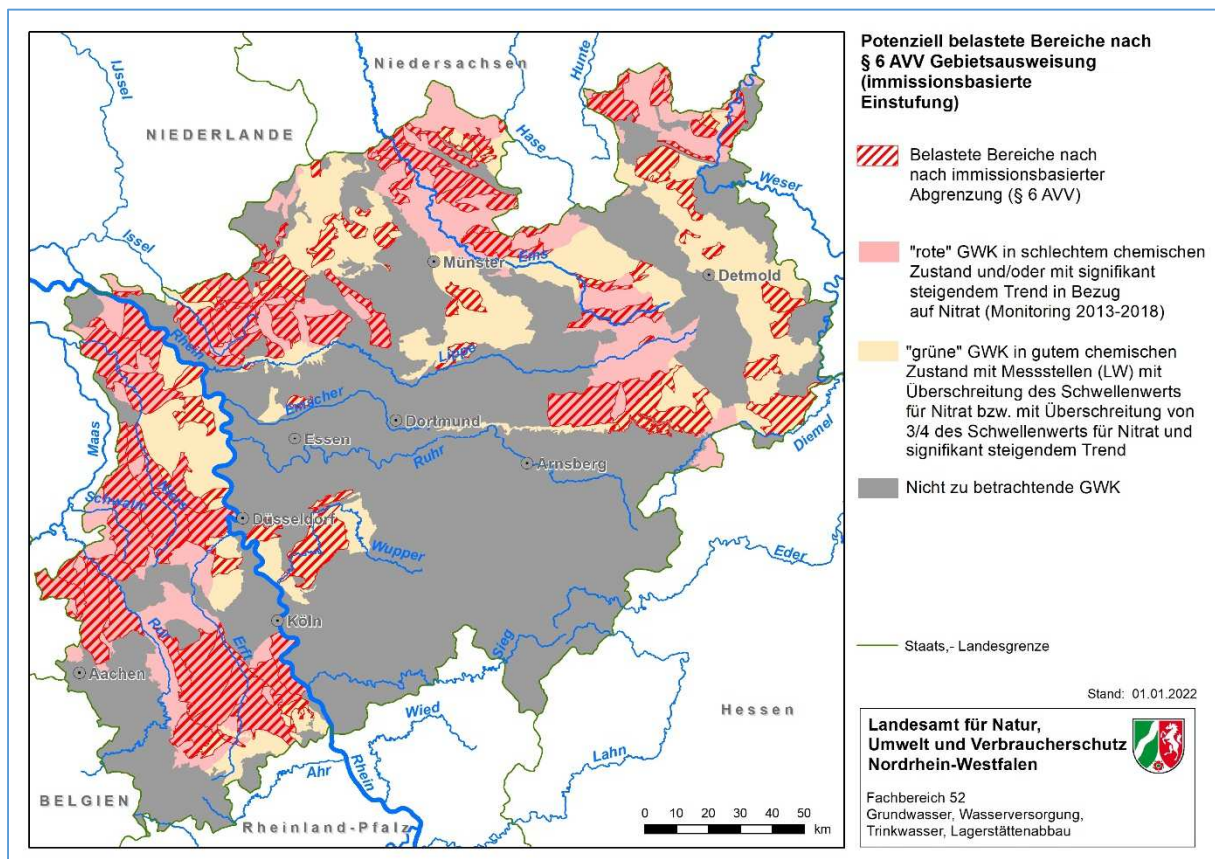 Potenziell belastete Bereiche nach
§ 6 AVV Gebietsausweisung
(immissionsbasierte
Einstufung)
Belastete Bereiche nach
nach immissionsbasierter
Abgrenzung (§ 6 AVV)
"rote" GWK in schlechtem chemischen
Zustand und/oder mit signifikant
steigendem Trend in Bezug
auf Nitrat (Monitoring 2013-2018)
"grüne" GWK in gutem chemischen
Zustand mit Messstellen (LW) mit
Überschreitung des Schwellenwerts
für Nitrat bzw. mit Überschreitung von
3/4 des Schwellenwerts für Nitrat und
signifikant steigendem Trend
Nicht zu betrachtende GWK
Staats,- Landesgrenze
Stand: 01.01.2022
Landesamt für Natur,
Umwelt und Verbraucherschutz
Nordrhein-Westfalen
Fachbereich 52
Grundwasser, Wasserversorgung,
Trinkwasser, Lagerstättenabbau
IJssel
Niedersachsen
Hunte
NIEDERLANDE
Hase
Weser
Issel
Münster
Ems
Detmold
Rhein
Lippe
Emscher
Dortmund
Diemel
Maas
Essen
Ruhr
Arnsberg
Schwalm
Niers
Düsseldorf
Wupper
Eder
Köln
Rur
Erft
Sieg
Aachen
Wied
Hessen
Lahn
Ahr
Rhein
BELGIEN
Rheinland-Pfalz
0 10 20 30 40 50
km